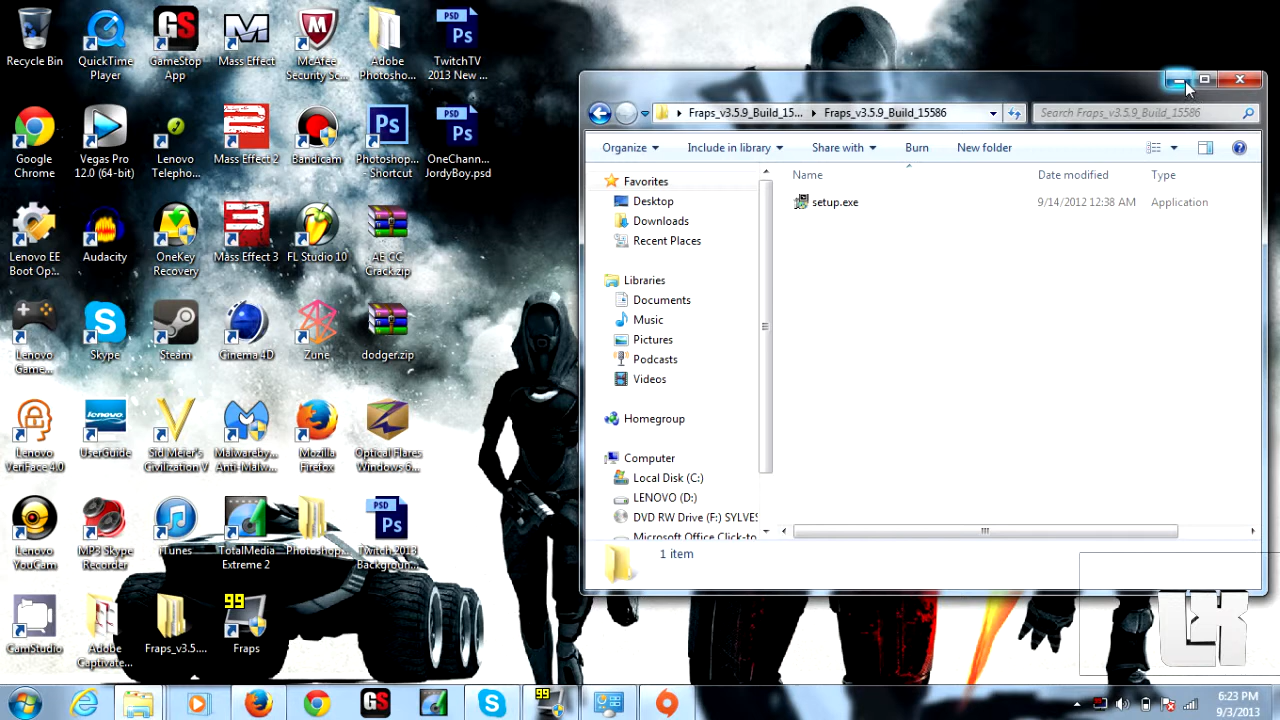 Recycle Bin
QuickTime
Player
GameStop
App
Mass Effect
McAfee
Security Sc...
Adobe
Photosho...
PSD
TwitchTV
2013 New ...
Google
Chrome
Vegas Pro
12.0 (64-bit)
Lenovo
Telepho...
Mass Effect 2
Bandicam
Photoshop...
- Shortcut
PSD
OneChann...
JordyBoy.psd
Lenovo EE
Boot Op...
Audacity
OneKey
Recovery
Mass Effect 3
FL Studio 10
AE CC
Crack.zip
Lenovo
Game...
Skype
Steam
Cinema 4D
Zune
dodger.zip
Lenovo
VeriFace 4.0
UserGuide
Sid Meier's
Civilization V
Malwareby...
Anti-Malw...
Mozilla
Firefox
Optical Flares
Windows 6...
Lenovo
YouCam
MP3 Skype
Recorder
iTunes
TotalMedia
Extreme 2
Photoshop...
PSD
Twitch 2013
Backgroun...
CamStudio
Adobe
Captivate...
Fraps_v3.5....
99
Fraps
Fraps_v3.5.9_Build_15... Fraps_v3.5.9_Build_15586
Search Fraps_v3.5.9_Build_15586
Organize Include in library Share with Burn New folder
Name Date modified Type
setup.exe 9/14/2012 12:38 AM Application
Favorites
Desktop
Downloads
Recent Places
Libraries
Documents
Music
Pictures
Podcasts
Videos
Homegroup
Computer
Local Disk (C:)
LENOVO (D:)
DVD RW Drive (F:) SYLVES
Microsoft Office Click-to
1 item
GS
99
6:23 PM
9/3/2013